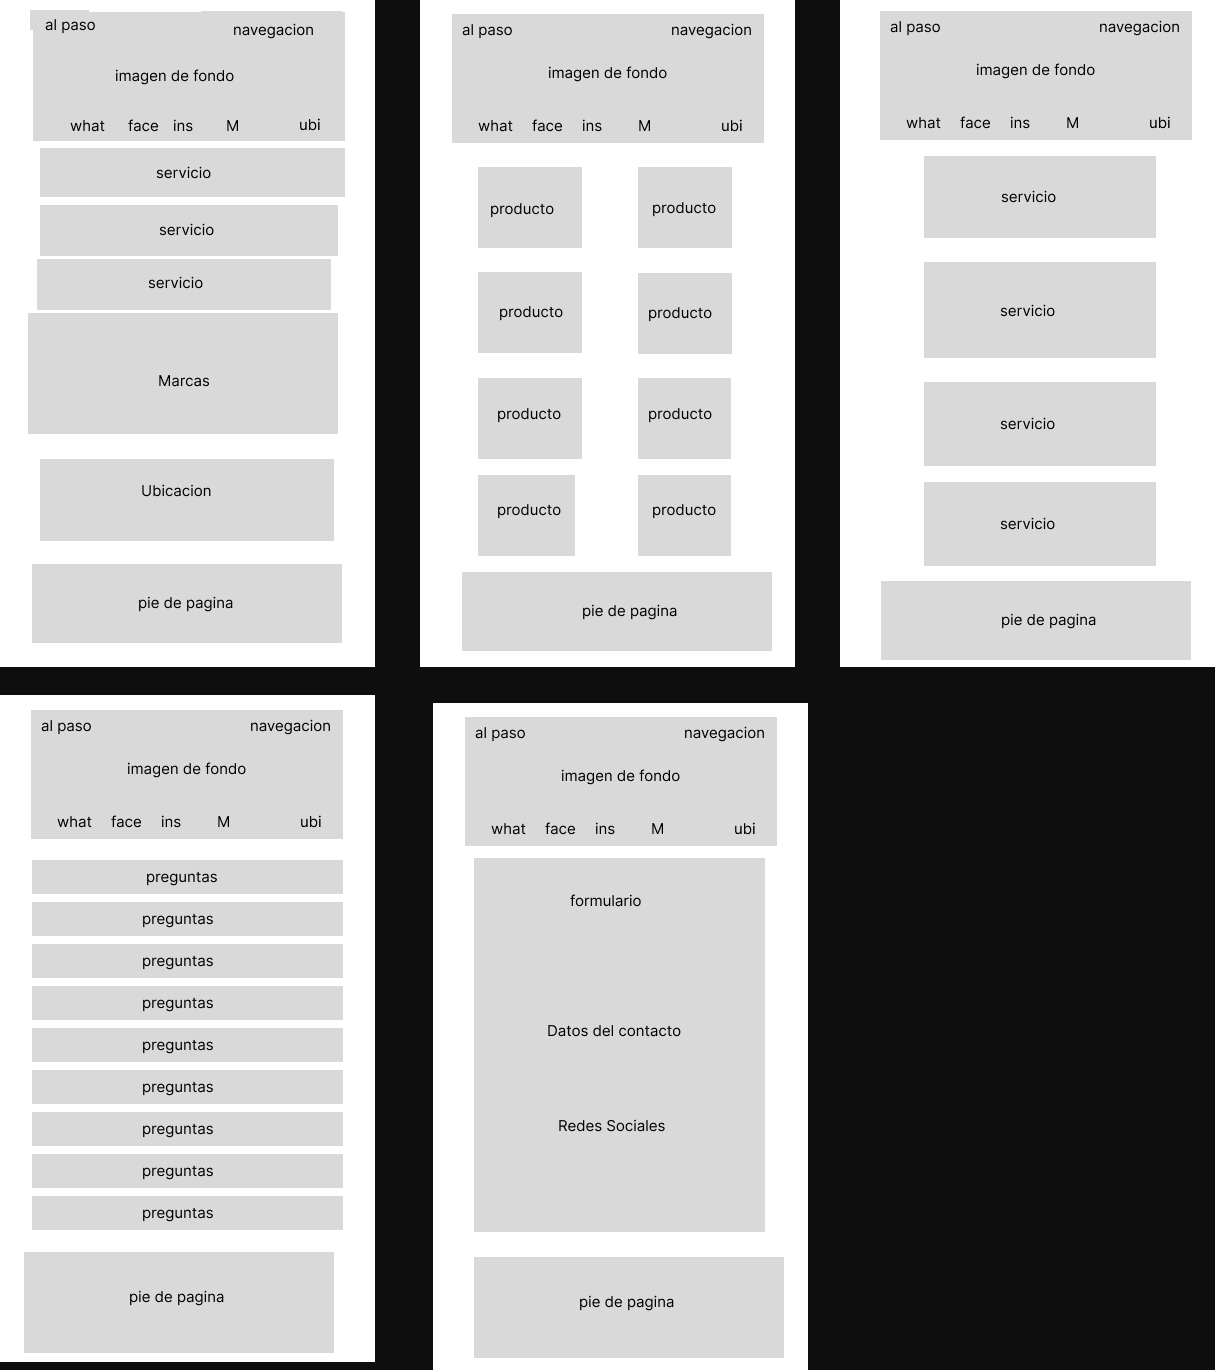 al paso navegacion
imagen de fondo
what face ins M ubi
servicio
servicio
servicio
Marcas
Ubicacion
pie de pagina
al paso navegacion
imagen de fondo
what face ins M ubi
producto producto
producto producto
producto producto
producto producto
pie de pagina
al paso navegacion
imagen de fondo
what face ins M ubi
servicio
servicio
servicio
servicio
pie de pagina
al paso navegacion
imagen de fondo
what face ins M ubi
preguntas
preguntas
preguntas
preguntas
preguntas
preguntas
preguntas
preguntas
preguntas
pie de pagina
al paso navegacion
imagen de fondo
what face ins M ubi
formulario
Datos del contacto
Redes Sociales
pie de pagina